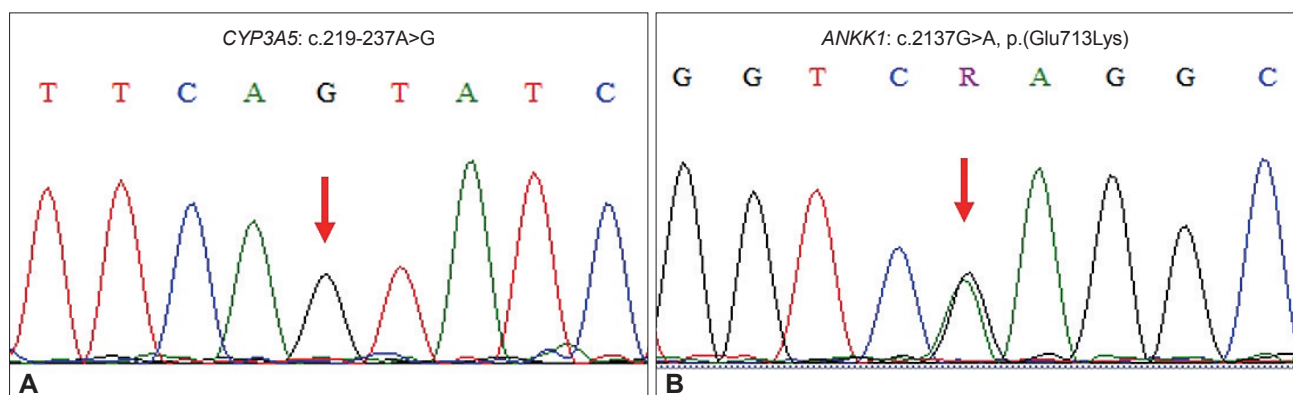 CYP3A5: c.219-237A>G
T T C A G T A T C
A
ANKK1: c.2137G>A, p.(Glu713Lys)
G G T C R A G G C
B